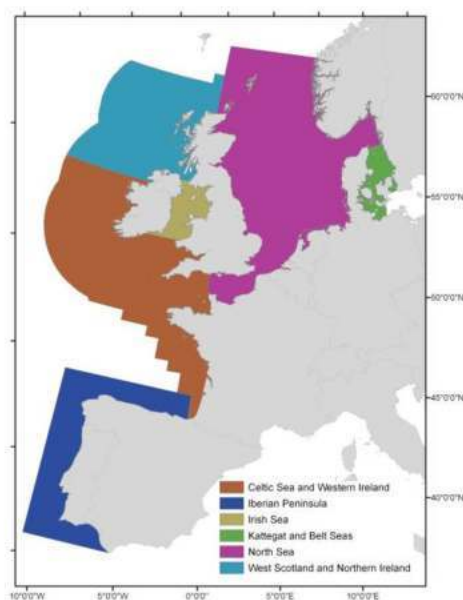 60°0'0"N
55°0'0"N
50°0'0"N
45°0'0"N
40°0'0"N
Celtic Sea and Western Ireland
Iberian Peninsula
Irish Sea
Kattegat and Belt Seas
North Sea
West Scotland and Northern Ireland
10°0'0"W 5°0'0"W 0°0'0" 5°0'0"E 10°0'0"E